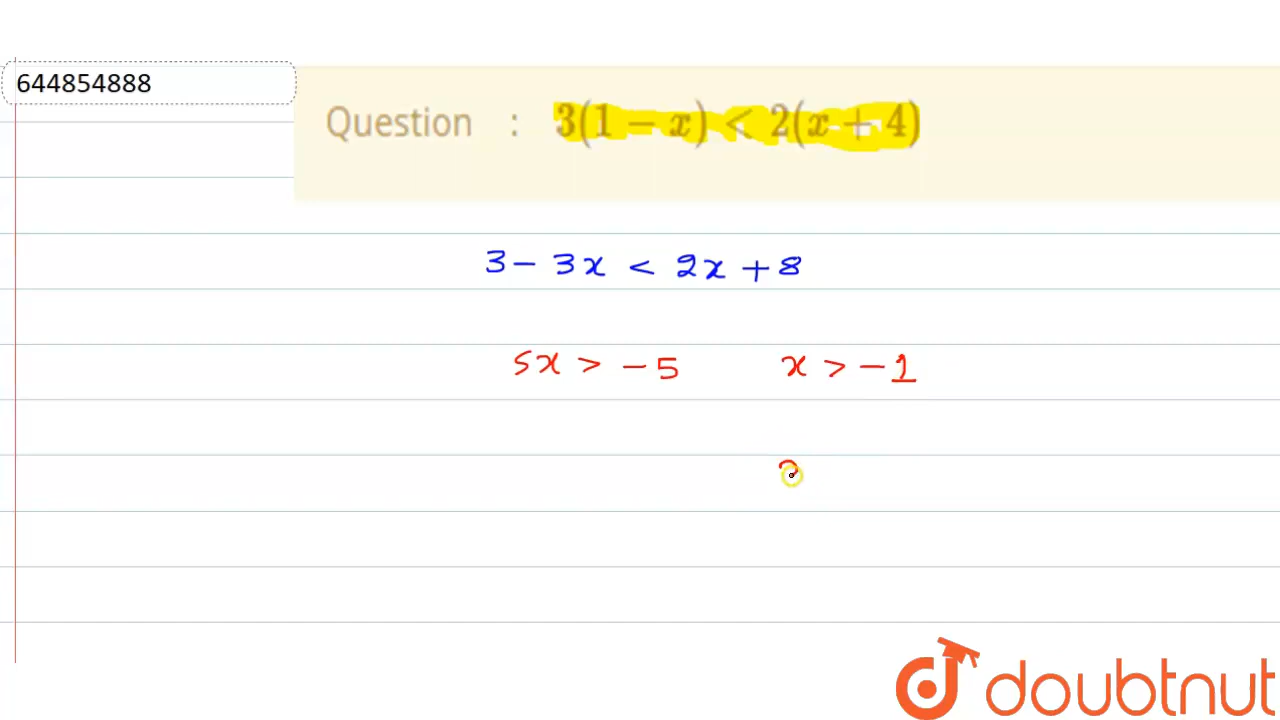 644854888
Question : 3(1 − x) < 2(x + 4)
3 - 3x < 2x + 8
5x > - 5 x > - 1
doubtnut